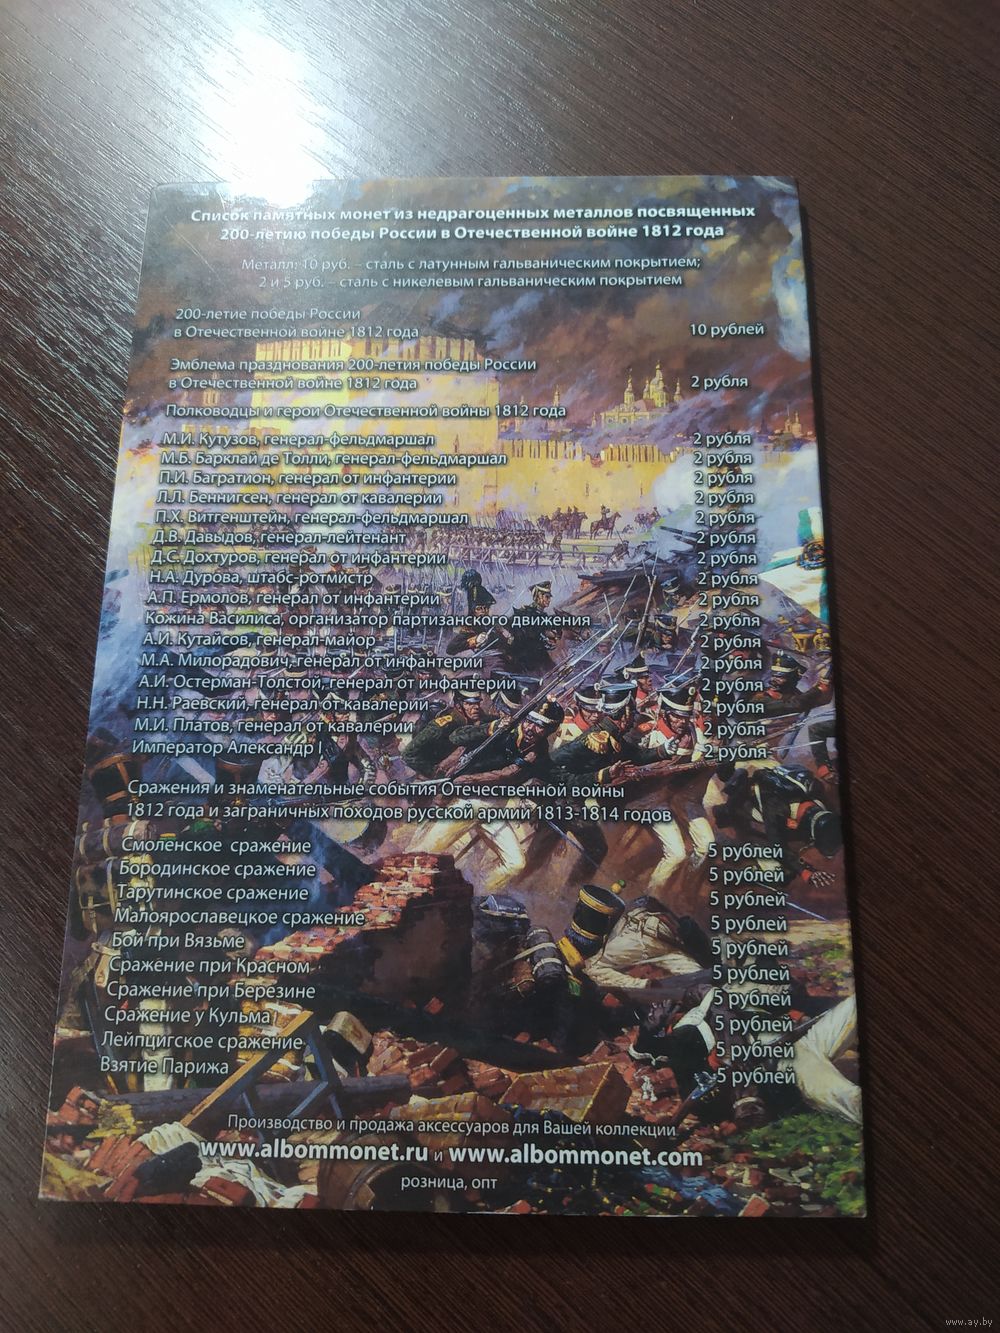 Список памятных монет из недрагоценных металлов посвященных
200-летию победы России в Отечественной войне 1812 года
Металл: 10 руб. – сталь с латунным гальваническим покрытием;
2 и 5 руб. – сталь с никелевым гальваническим покрытием
200-летие победы России
в Отечественной войне 1812 года 10 рублей
Эмблема празднования 200-летия победы России
в Отечественной войне 1812 года 2 рубля
Полководцы и герои Отечественной войны 1812 года
М.И. Кутузов, генерал-фельдмаршал 2 рубля
М.Б. Барклай де Толли, генерал-фельдмаршал 2 рубля
П.И. Багратион, генерал от инфантерии 2 рубля
Л.Л. Беннигсен, генерал от кавалерии 2 рубля
П.Х. Витгенштейн, генерал-фельдмаршал 2 рубля
Д.В. Давыдов, генерал-лейтенант 2 рубля
Д.С. Дохтуров, генерал от инфантерии 2 рубля
Н.А. Дурова, штабс-ротмистр 2 рубля
А.П. Ермолов, генерал от инфантерии 2 рубля
Кожина Василиса, организатор партизанского движения 2 рубля
А.И. Кутайсов, генерал-майор 2 рубля
М.А. Милорадович, генерал от инфантерии 2 рубля
А.И. Остерман-Толстой, генерал от инфантерии 2 рубля
Н.Н. Раевский, генерал от кавалерии 2 рубля
М.И. Платов, генерал от кавалерии 2 рубля
Император Александр I 2 рубля
Сражения и знаменательные события Отечественной войны
1812 года и заграничных походов русской армии 1813-1814 годов
Смоленское сражение 5 рублей
Бородинское сражение 5 рублей
Тарутинское сражение 5 рублей
Малоярославецкое сражение 5 рублей
Бой при Вязьме 5 рублей
Сражение при Красном 5 рублей
Сражение при Березине 5 рублей
Сражение у Кульма 5 рублей
Лейпцигское сражение 5 рублей
Взятие Парижа 5 рублей
Производство и продажа аксессуаров для Вашей коллекции
www.albommonet.ru и www.albommonet.com
розница, опт
www.ay.by